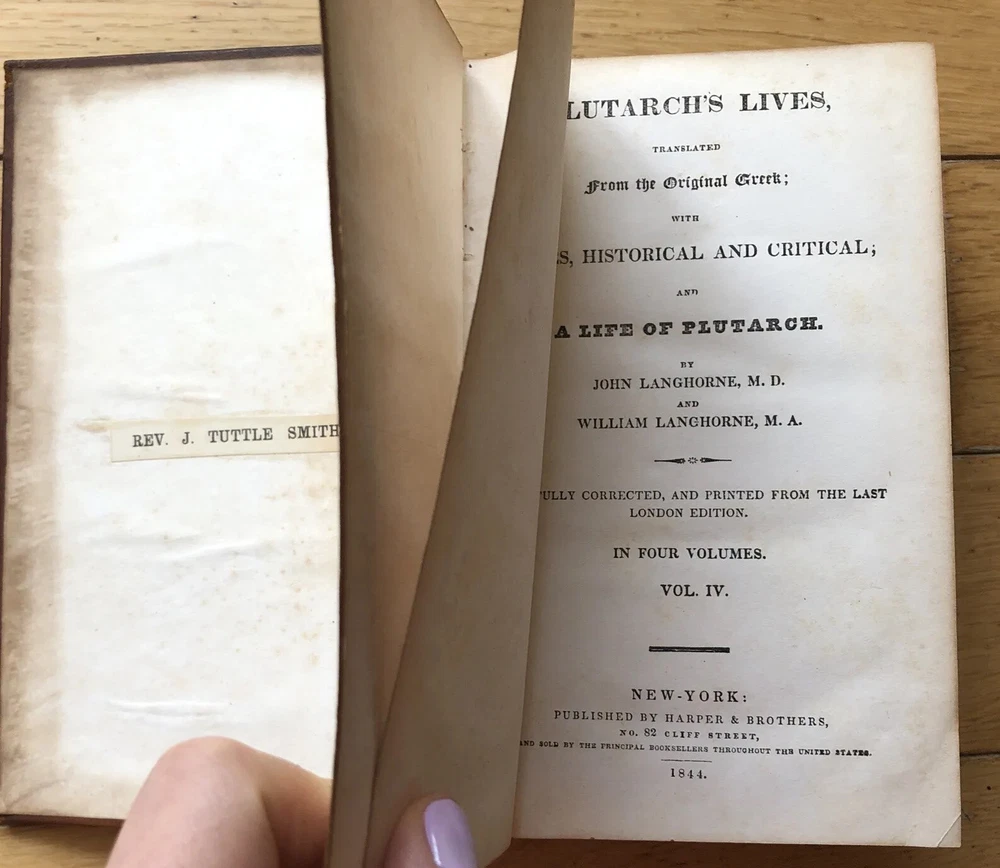 REV. J. TUTTLE SMITH
LUTARCH'S LIVES,
TRANSLATED
From the Original Greek;
WITH
S, HISTORICAL AND CRITICAL;
AND
A LIFE OF PLUTARCH.
BY
JOHN LANGHORNE, M. D.
AND
WILLIAM LANGHORNE, M. A.
ULLY CORRECTED, AND PRINTED FROM THE LAST
LONDON EDITION.
IN FOUR VOLUMES.
VOL. IV.
NEW-YORK:
PUBLISHED BY HARPER & BROTHERS,
NO. 82 CLIFF STREET,
AND SOLD BY THE PRINCIPAL BOOKSELLERS THROUGHOUT THE UNITED STATES.
1844.